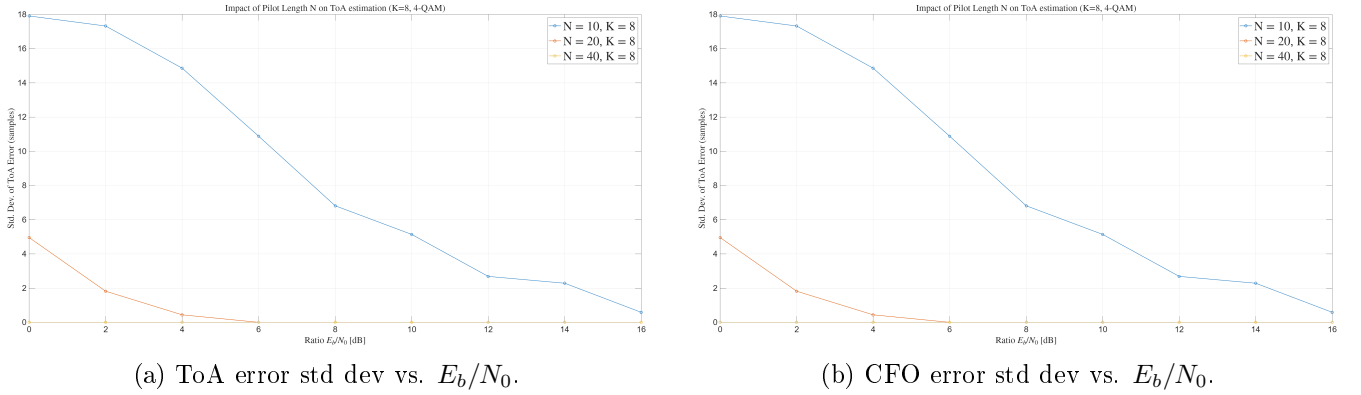 Impact of Pilot Length N on ToA estimation (K=8, 4-QAM)
N = 10, K = 8
N = 20, K = 8
N = 40, K = 8
Std. Dev. of ToA Error (samples)
18
16
14
12
10
8
6
4
2
0
0 2 4 6 8 10 12 14 16
Ratio E_b/N_0 [dB]
(a) ToA error std dev vs. E_b/N_0.
Impact of Pilot Length N on ToA estimation (K=8, 4-QAM)
N = 10, K = 8
N = 20, K = 8
N = 40, K = 8
Std. Dev. of ToA Error (samples)
18
16
14
12
10
8
6
4
2
0
0 2 4 6 8 10 12 14 16
Ratio E_b/N_0 [dB]
(b) CFO error std dev vs. E_b/N_0.